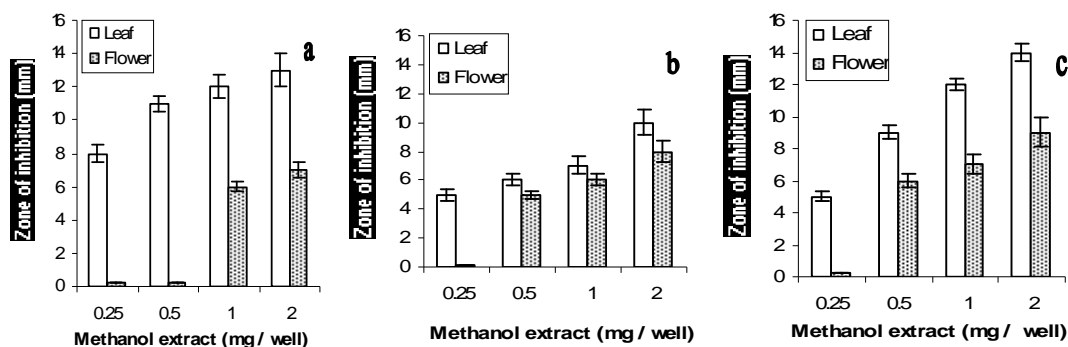 Zone of inhibition (mm)
16
14
12
10
8
6
4
2
0
Leaf
Flower
a
0.25 0.5 1 2
Methanol extract (mg / well)
Zone of inhibition (mm)
16
14
12
10
8
6
4
2
0
Leaf
Flower
b
0.25 0.5 1 2
Methanol extract (mg / well)
Zone of inhibition (mm)
16
14
12
10
8
6
4
2
0
Leaf
Flower
c
0.25 0.5 1 2
Methanol extract (mg / well)